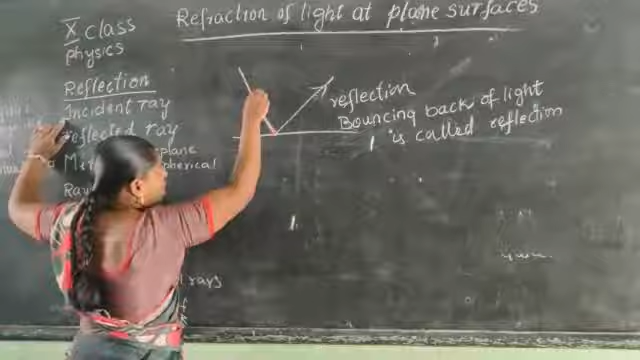 X class
physics
Refraction of light at plane surfaces
Reflection
Incident ray
reflected ray
plane
spherical
Ray
rays
reflection
Bouncing back of light
is called reflection